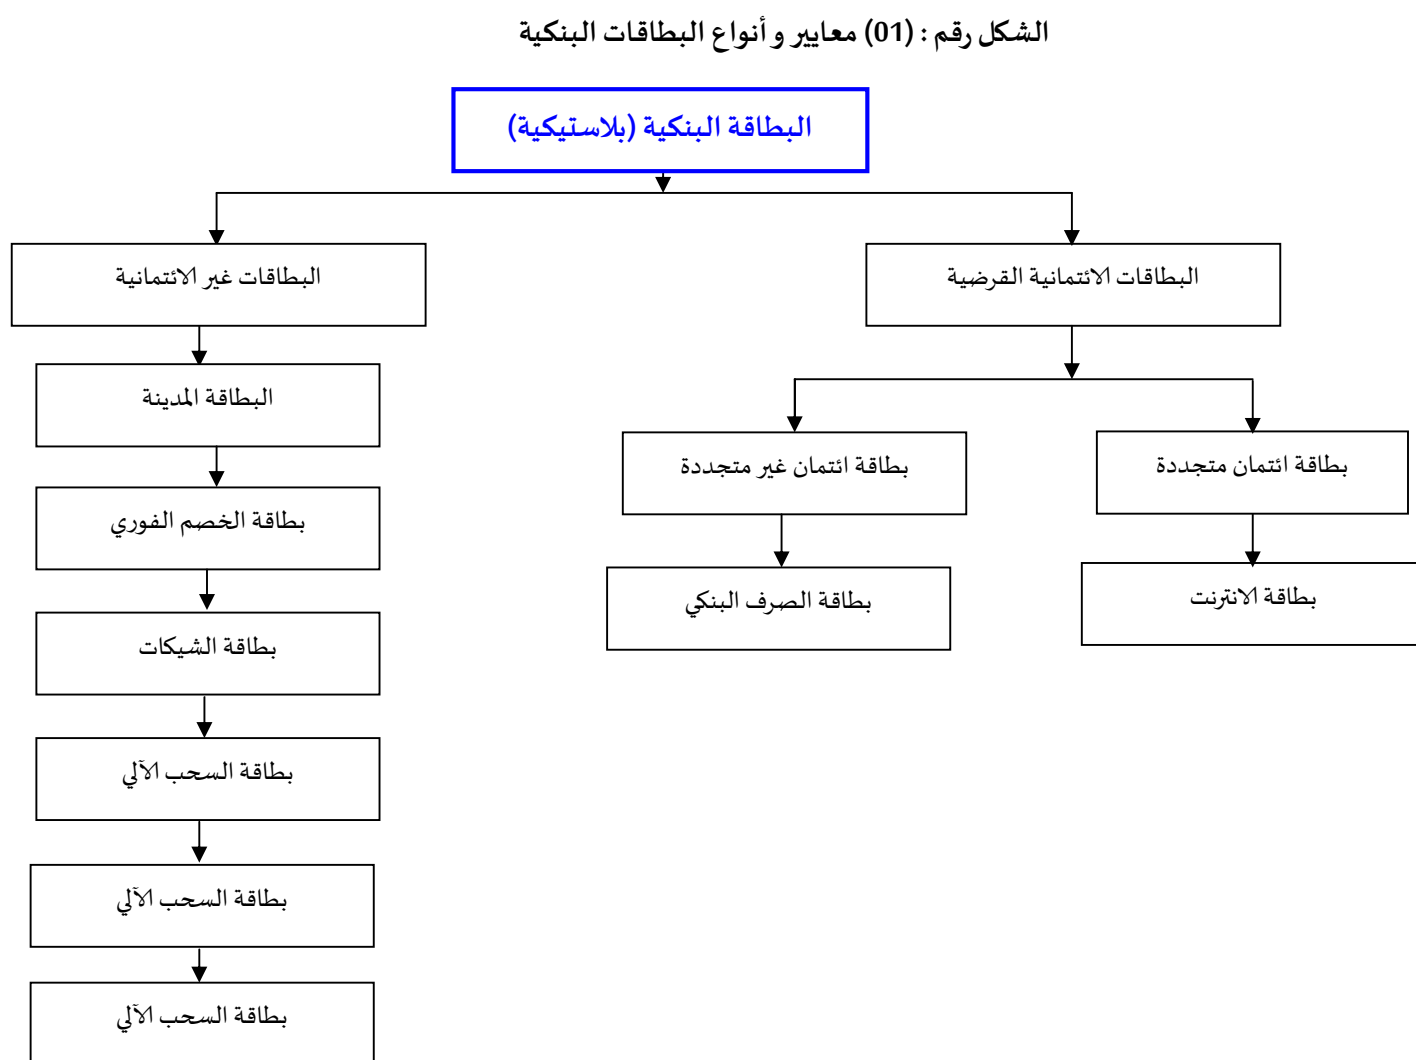 الشكل رقم : (01) معايير و أنواع البطاقات البنكية
البطاقة البنكية (بلاستيكية)
البطاقات الائتمانية القرضية
البطاقات غير الائتمانية
بطاقة ائتمان متجددة
بطاقة ائتمان غير متجددة
بطاقة الانترنت
بطاقة الصرف البنكي
البطاقة المدينة
بطاقة الخصم الفوري
بطاقة الشيكات
بطاقة السحب الآلي
بطاقة السحب الآلي
بطاقة السحب الآلي